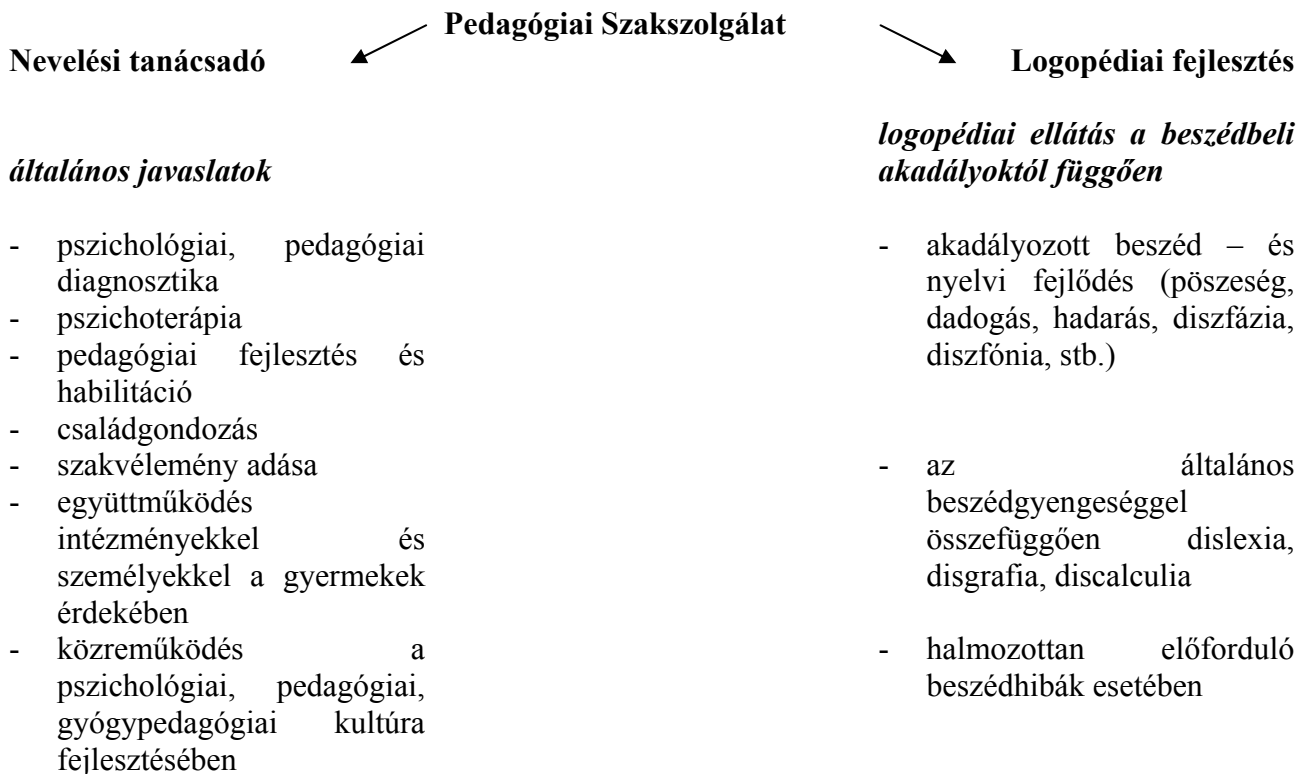 Pedagógiai Szakszolgálat
Nevelési tanácsadó
Logopédiai fejlesztés
általános javaslatok
- pszichológiai, pedagógiai
diagnosztika
- pszichoterápia
- pedagógiai fejlesztés és
habilitáció
- családgondozás
- szakvélemény adása
- együttműködés
intézményekkel és
személyekkel a gyermekek
érdekében
- közreműködés a
pszichológiai, pedagógiai,
gyógypedagógiai kultúra
fejlesztésében
logopédiai ellátás a beszédbeli
akadályoktól függően
- akadályozott beszéd – és
nyelvi fejlődés (pöszeség,
dadogás, hadarás, diszfázia,
diszfónia, stb.)
- az általános
beszédgyengeséggel
összefüggően dislexia,
disgrafia, discalculia
- halmozottan előforduló
beszédhibák esetében